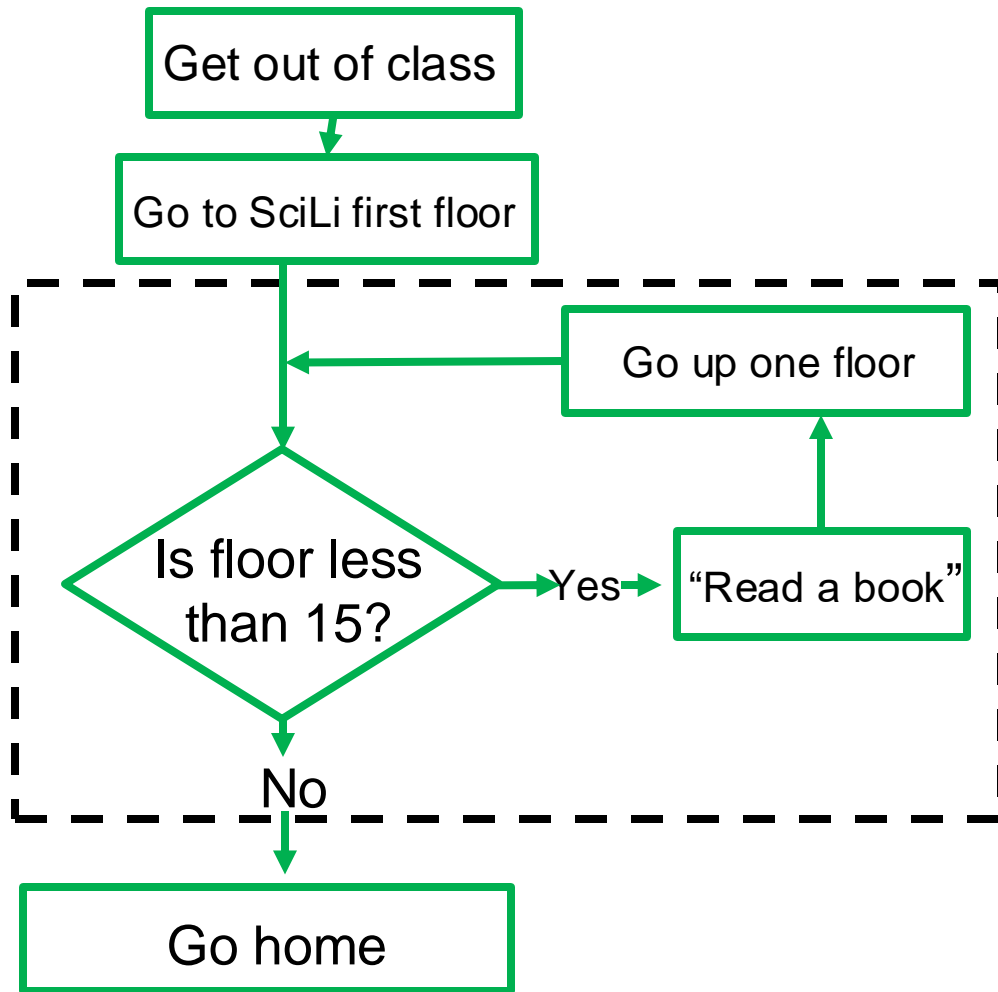 Get out of class
Go to SciLi first floor
Go up one floor
Is floor less
than 15?
Yes
“Read a book”
No
Go home